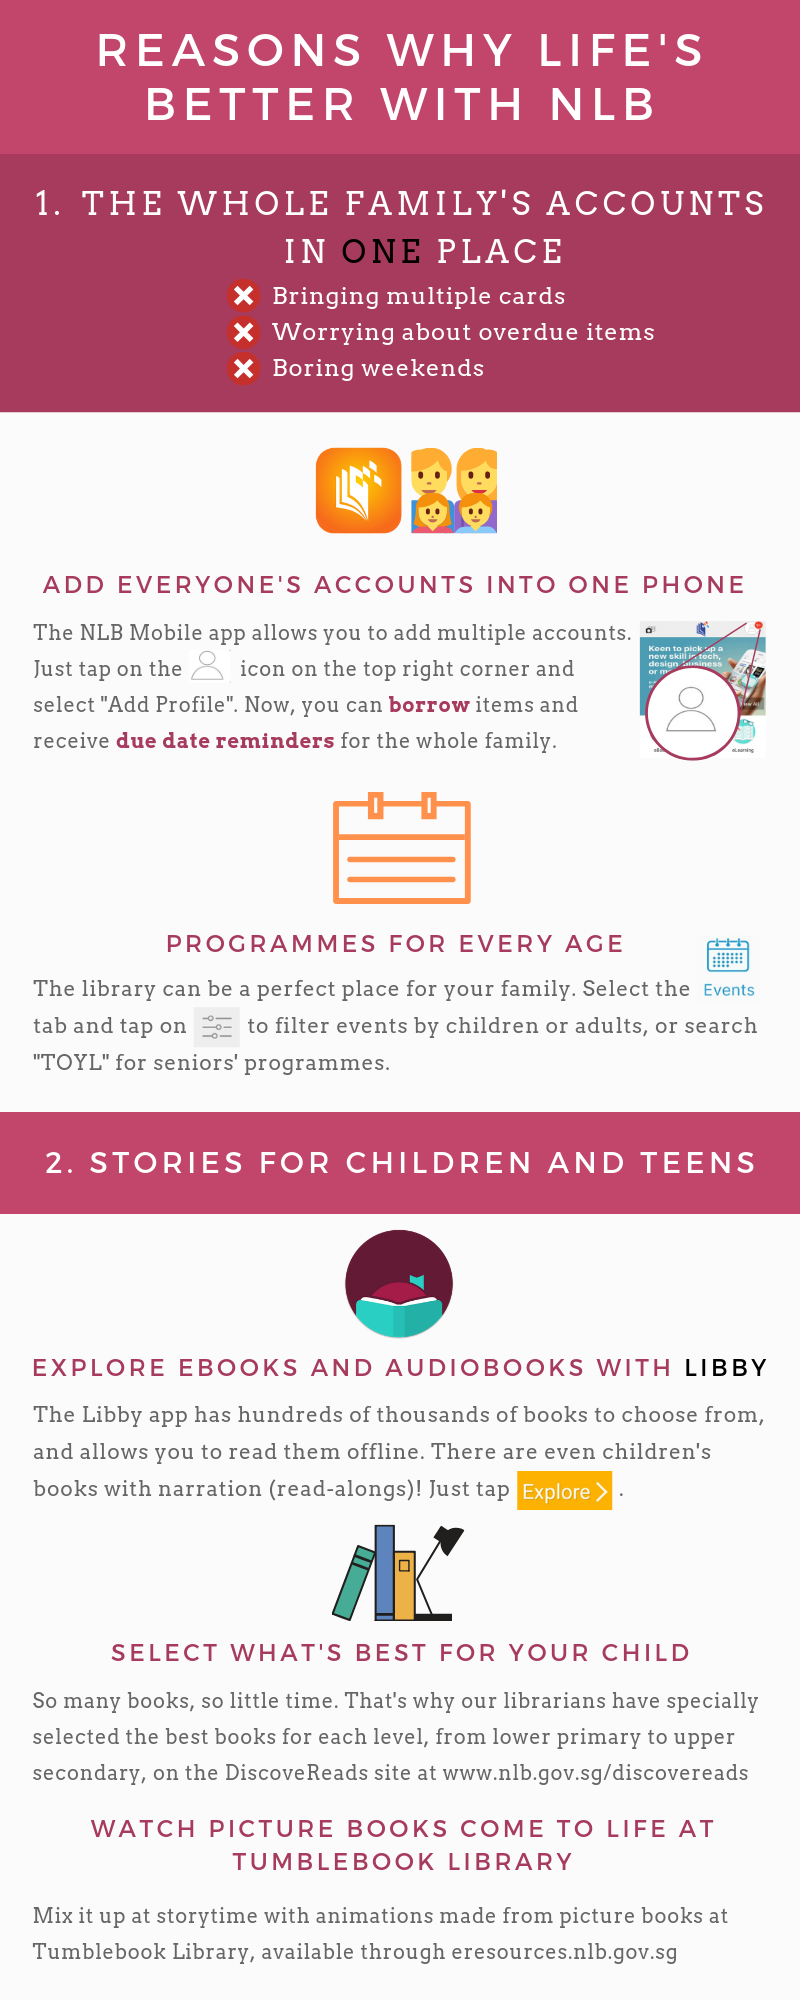 REASONS WHY LIFE'S
BETTER WITH NLB
1. THE WHOLE FAMILY'S ACCOUNTS
IN ONE PLACE
Bringing multiple cards
Worrying about overdue items
Boring weekends
ADD EVERYONE'S ACCOUNTS INTO ONE PHONE
The NLB Mobile app allows you to add multiple accounts.
Just tap on the icon on the top right corner and
select "Add Profile". Now, you can borrow items and
receive due date reminders for the whole family.
Keen to pick up a
new skill in tech,
design, business
or
eLearning
PROGRAMMES FOR EVERY AGE
The library can be a perfect place for your family. Select the Events
tab and tap on to filter events by children or adults, or search
"TOYL" for seniors' programmes.
2. STORIES FOR CHILDREN AND TEENS
EXPLORE EBOOKS AND AUDIOBOOKS WITH LIBBY
The Libby app has hundreds of thousands of books to choose from,
and allows you to read them offline. There are even children's
books with narration (read-alongs)! Just tap Explore > .
SELECT WHAT'S BEST FOR YOUR CHILD
So many books, so little time. That's why our librarians have specially
selected the best books for each level, from lower primary to upper
secondary, on the DiscoveReads site at www.nlb.gov.sg/discovereads
WATCH PICTURE BOOKS COME TO LIFE AT
TUMBLEBOOK LIBRARY
Mix it up at storytime with animations made from picture books at
Tumblebook Library, available through eresources.nlb.gov.sg